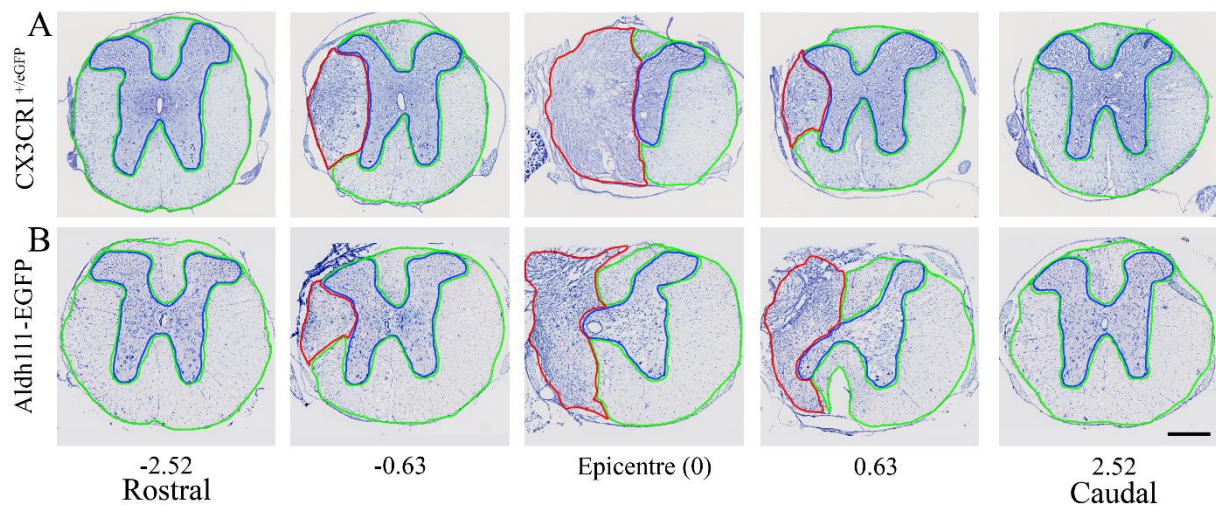 A
CX3CR1+/eGFP
B
Aldh1l1-EGFP
-2.52
-0.63
Epicentre (0)
0.63
2.52
Rostral
Caudal